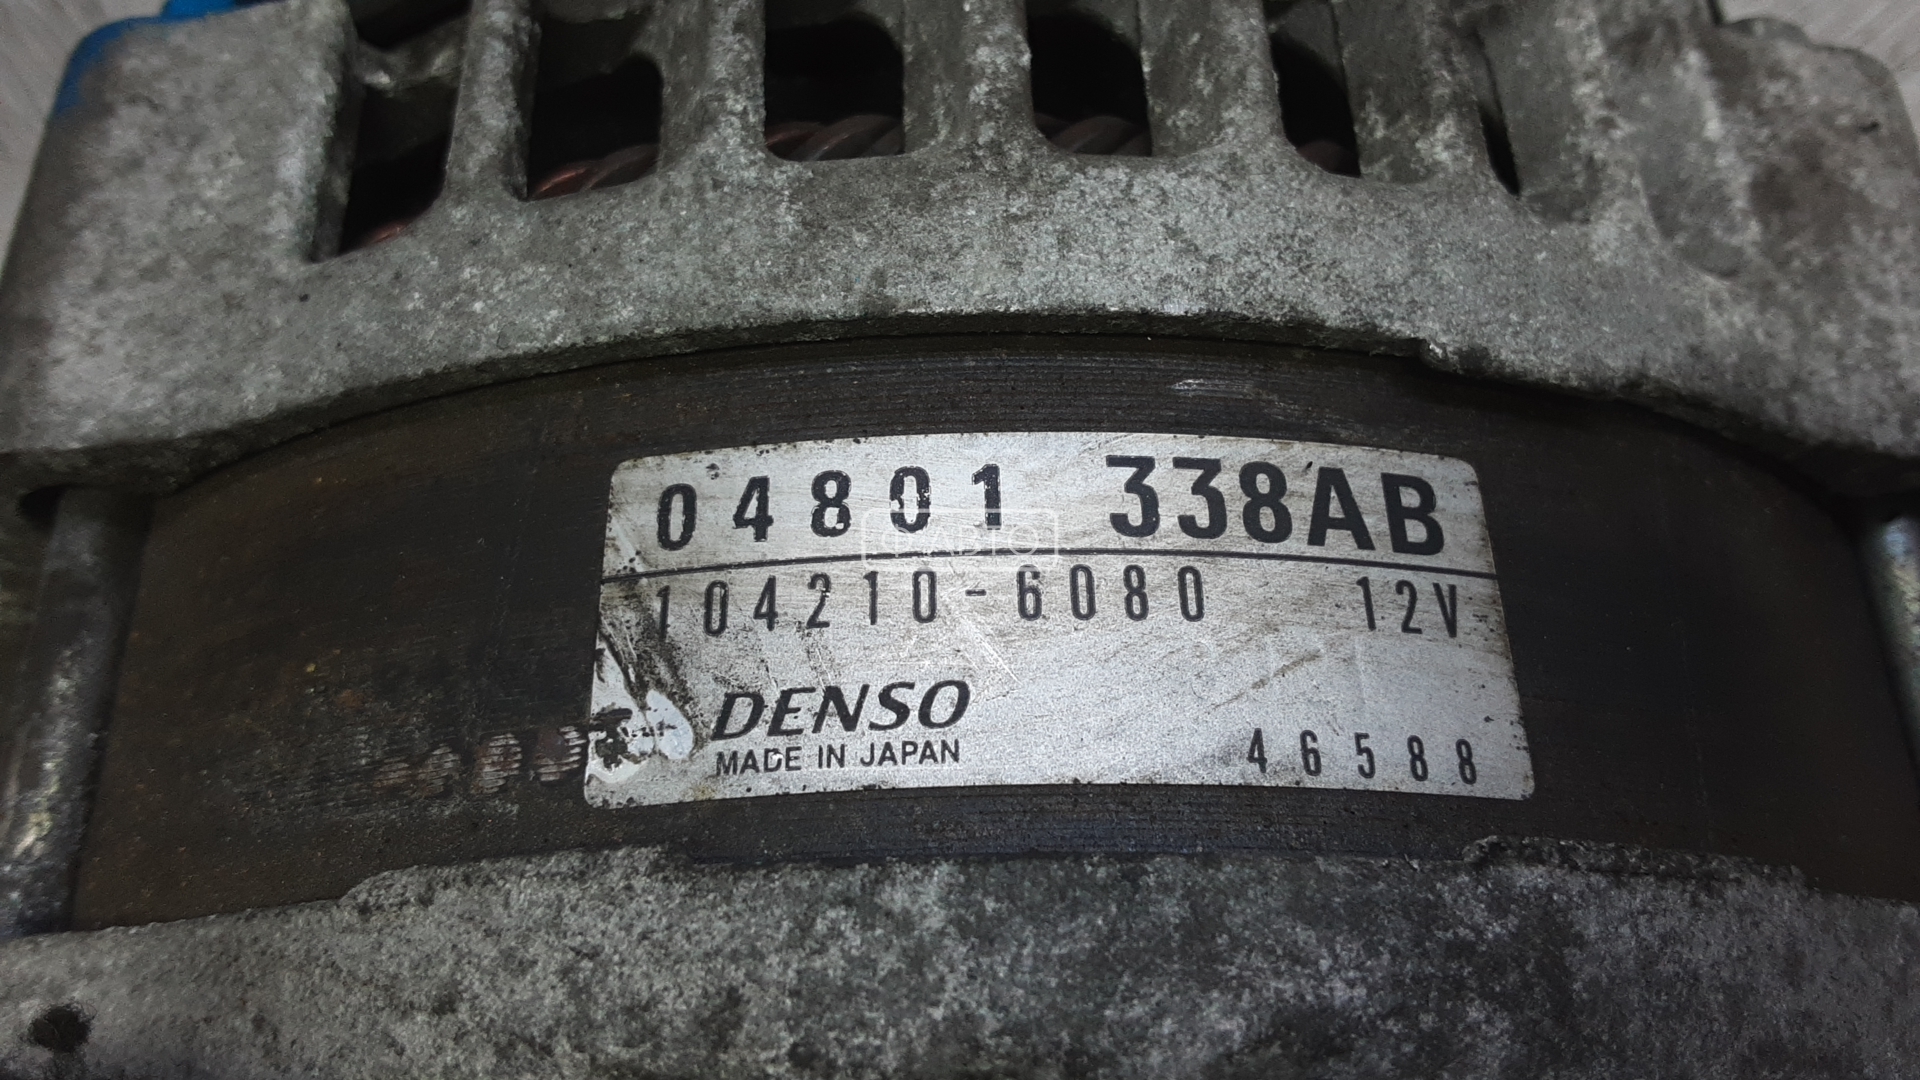 04801 338AB
104210-6080 12V
DENSO
MADE IN JAPAN
46588